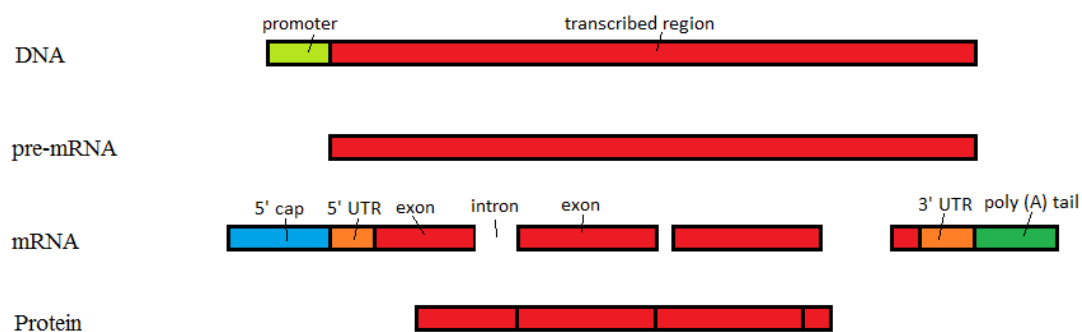 promoter
transcribed region
DNA
pre-mRNA
5' cap
5' UTR
exon
intron
exon
3' UTR
poly (A) tail
mRNA
Protein